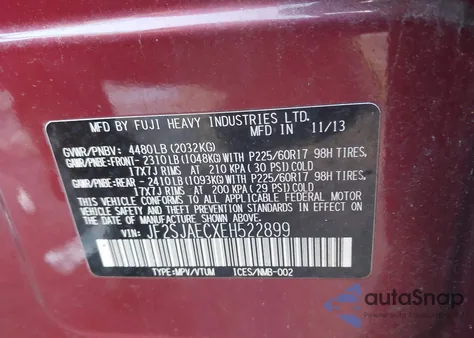 MFD BY FUJI HEAVY INDUSTRIES LTD.
MFD.IN 11/13
GVWR/PNBV: 4480LB(2032KG)
GAWR/PNBE:FRONT-2310LB(1048KG)WITH P225/60R17 98H TIRES,
17X7J RIMS AT 210 KPA (30 PSI)COLD
GAWR/PNBE:REAR -2410LB(1093KG)WITH P225/60R17 98H TIRES,
17X7J RIMS AT 200 KPA (29 PSI)COLD
THIS VEHICLE CONFORMS TO ALL APPLICABLE
FEDERAL MOTOR VEHICLE SAFETY
AND BUMPER STANDARDS IN EFFECT ON
THE DATE OF MANUFACTURE SHOWN ABOVE.
VIN: JF2SJAECXEH522899
TYPE:MPV/VTUM ICES/NMB-002
autoSnap